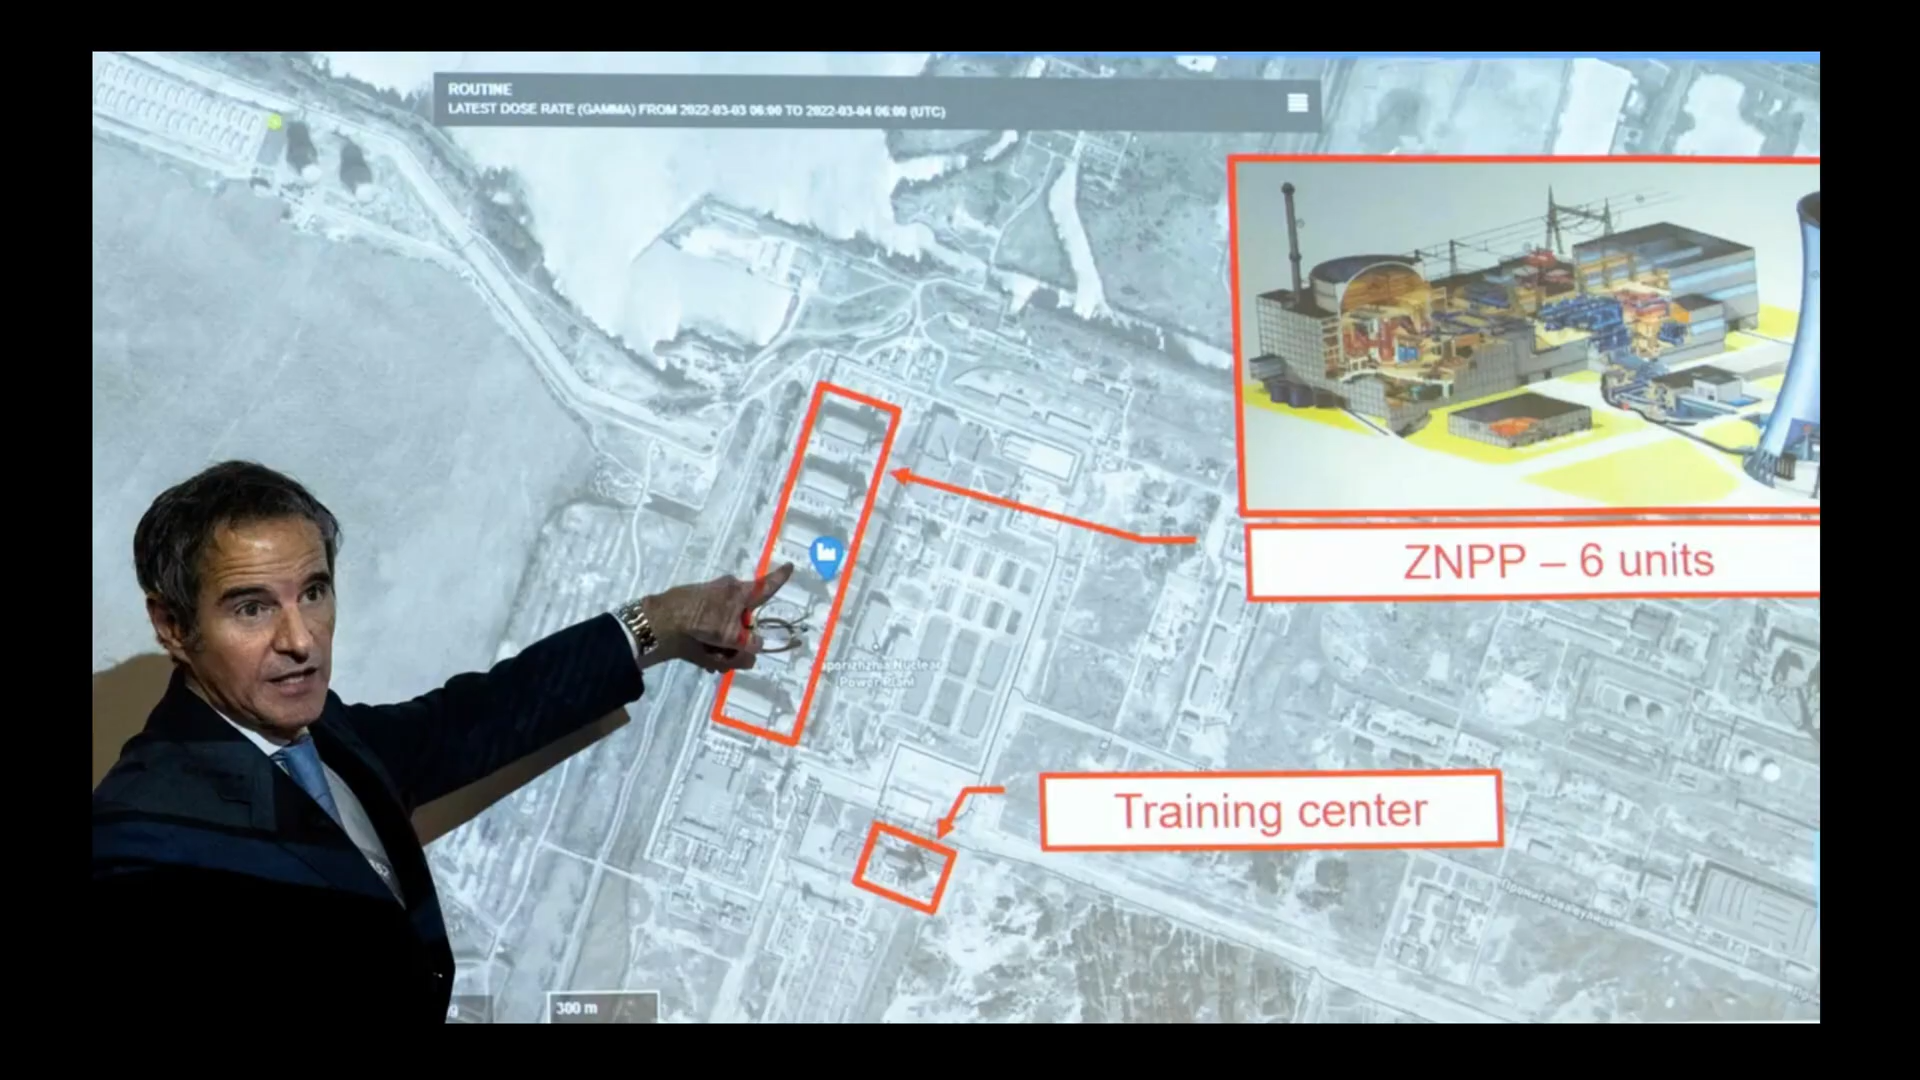 ROUTINE
LATEST DOSE RATE (GAMMA) FROM 2022-03-03 06:00 TO 2022-03-04 06:00 (UTC)
ZNPP – 6 units
aporizhzhia Nuclear
Power Plant
Training center
300 m